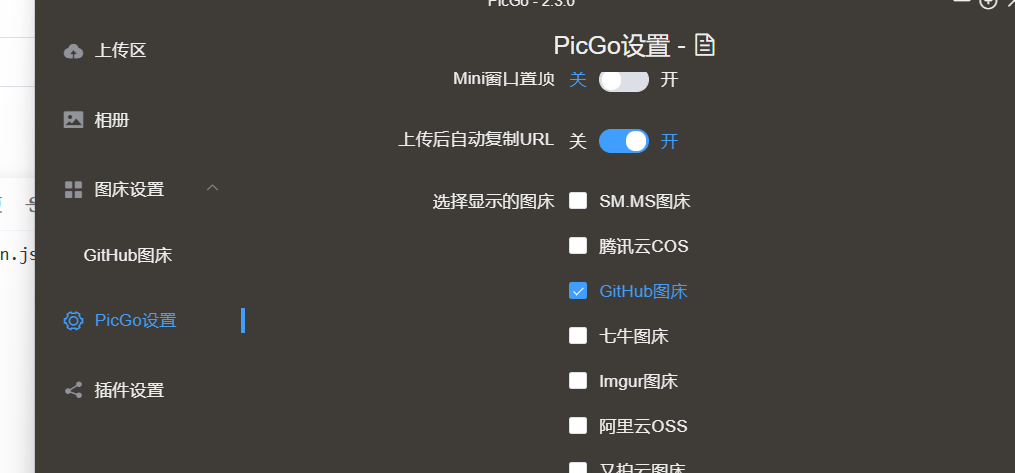 PicGo - 2.3.0
上传区
相册
图床设置
GitHub图床
PicGo设置
插件设置
n.js
PicGo设置 -
Mini窗口置顶 关 开
上传后自动复制URL 关 开
选择显示的图床 SM.MS图床
腾讯云COS
GitHub图床
七牛图床
Imgur图床
阿里云OSS
又拍云图床